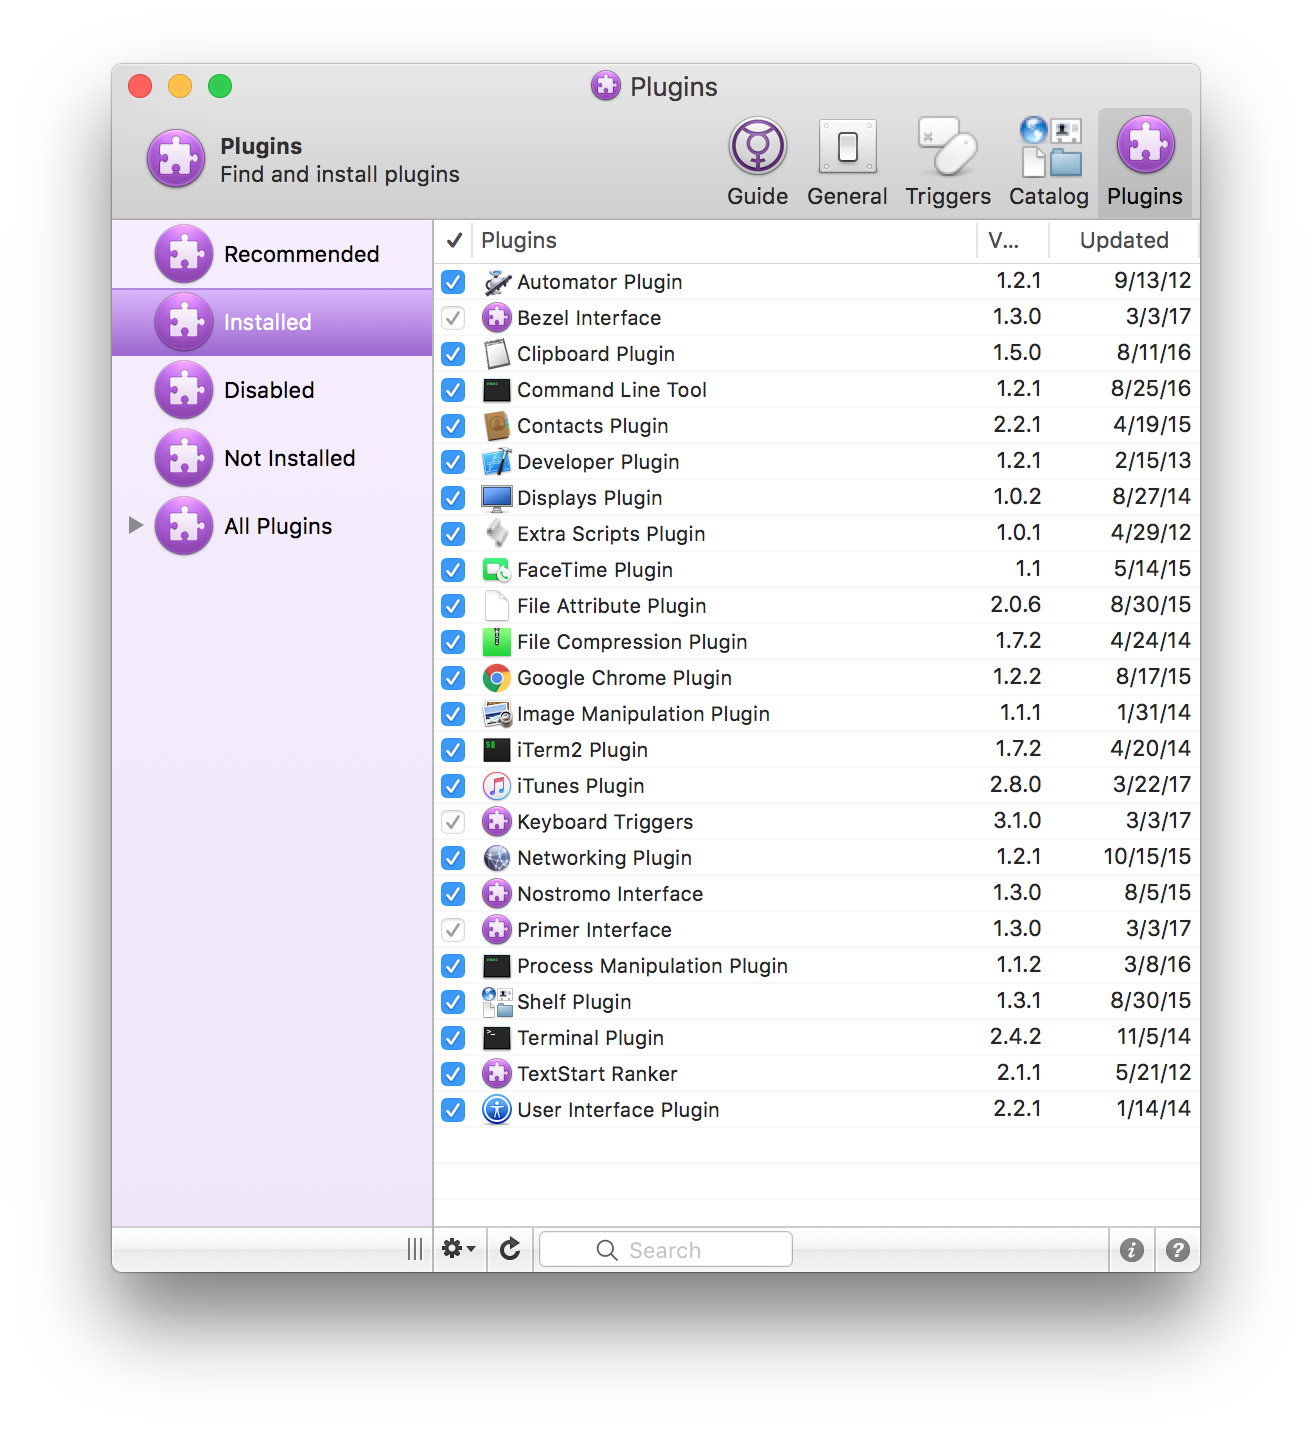 Plugins
Plugins
Find and install plugins
Guide
General
Triggers
Catalog
Plugins
Recommended
Installed
Disabled
Not Installed
All Plugins
Plugins V... Updated
Automator Plugin 1.2.1 9/13/12
Bezel Interface 1.3.0 3/3/17
Clipboard Plugin 1.5.0 8/11/16
Command Line Tool 1.2.1 8/25/16
Contacts Plugin 2.2.1 4/19/15
Developer Plugin 1.2.1 2/15/13
Displays Plugin 1.0.2 8/27/14
Extra Scripts Plugin 1.0.1 4/29/12
FaceTime Plugin 1.1 5/14/15
File Attribute Plugin 2.0.6 8/30/15
File Compression Plugin 1.7.2 4/24/14
Google Chrome Plugin 1.2.2 8/17/15
Image Manipulation Plugin 1.1.1 1/31/14
iTerm2 Plugin 1.7.2 4/20/14
iTunes Plugin 2.8.0 3/22/17
Keyboard Triggers 3.1.0 3/3/17
Networking Plugin 1.2.1 10/15/15
Nostromo Interface 1.3.0 8/5/15
Primer Interface 1.3.0 3/3/17
Process Manipulation Plugin 1.1.2 3/8/16
Shelf Plugin 1.3.1 8/30/15
Terminal Plugin 2.4.2 11/5/14
TextStart Ranker 2.1.1 5/21/12
User Interface Plugin 2.2.1 1/14/14
Search